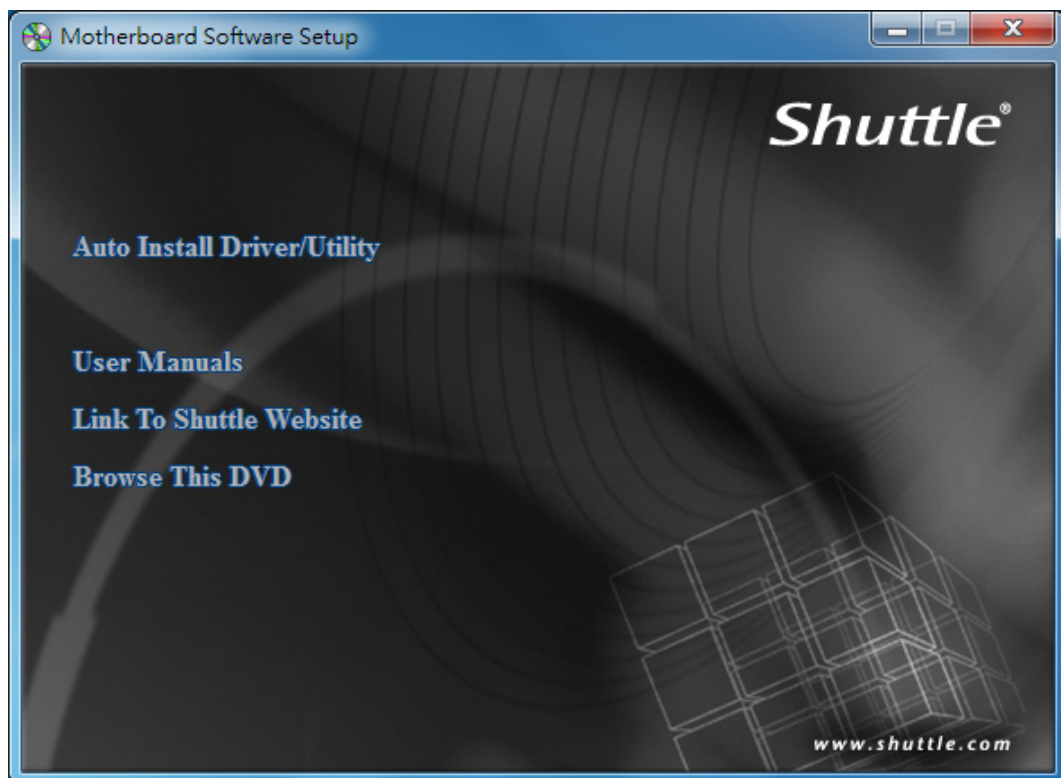 Motherboard Software Setup
Shuttle®
Auto Install Driver/Utility
User Manuals
Link To Shuttle Website
Browse This DVD
www.shuttle.com